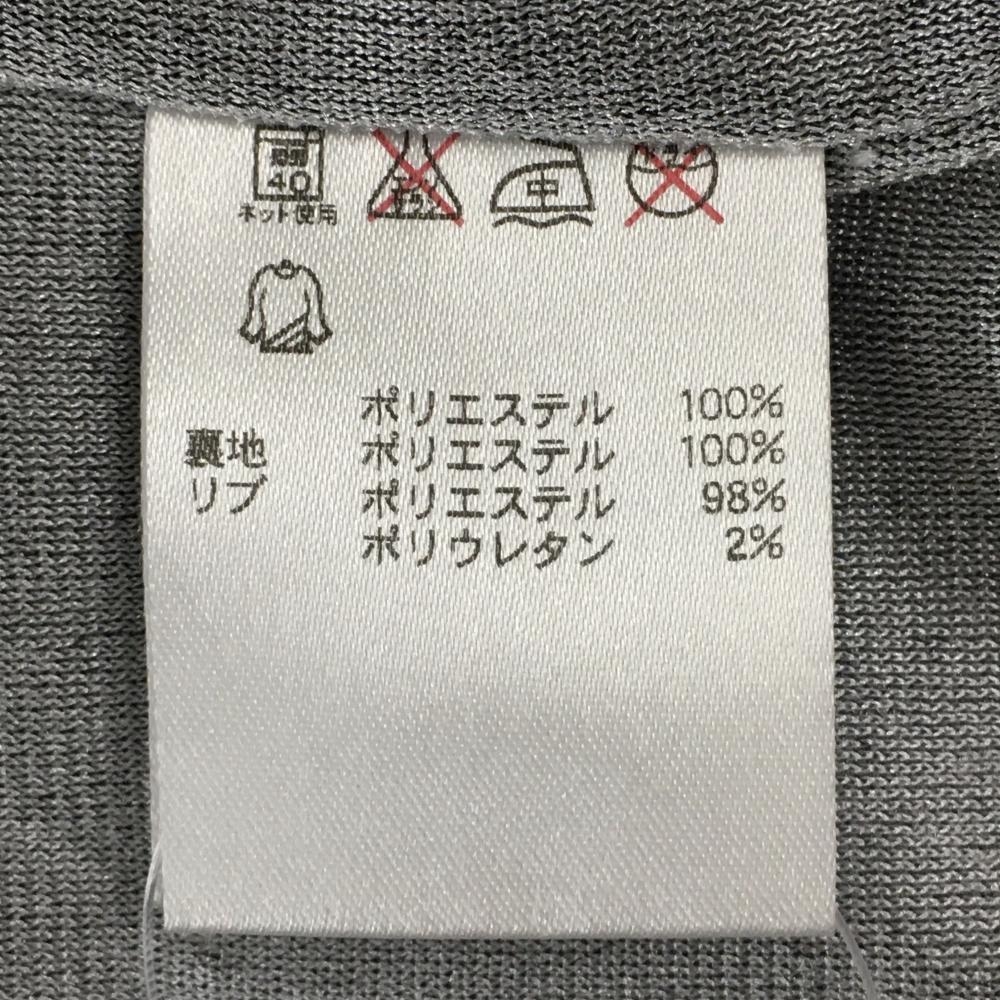 40
ネット使用
中
ポリエステル 100%
裏地 ポリエステル 100%
リブ ポリエステル 98%
ポリウレタン 2%